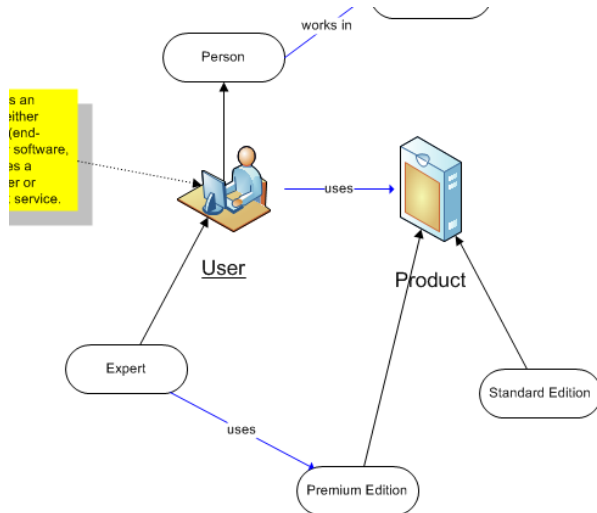 works in
Person
s an
either
(end-
r software,
es a
er or
k service.
uses
User
Product
Expert
Standard Edition
uses
Premium Edition